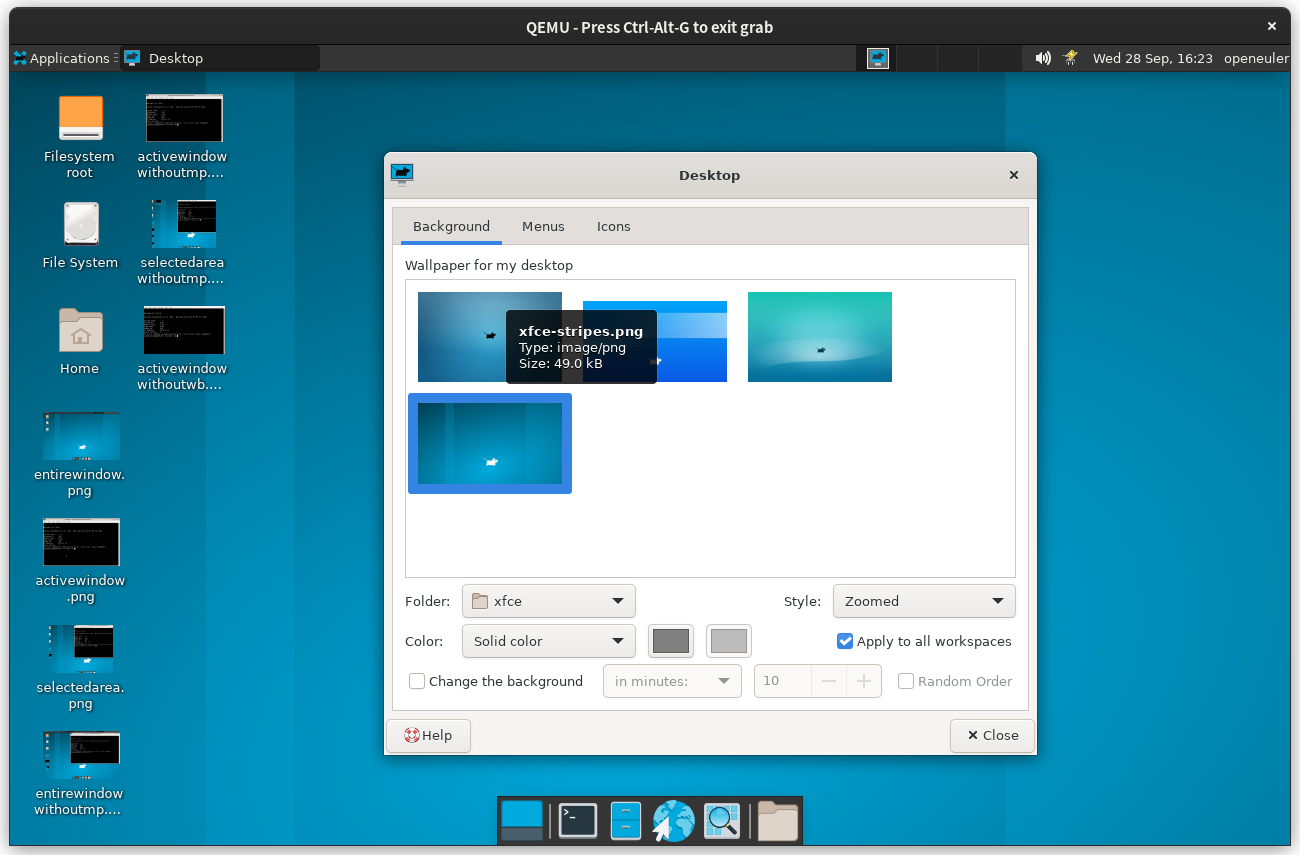 QEMU - Press Ctrl-Alt-G to exit grab
Applications
Desktop
Wed 28 Sep, 16:23
openeuler
Filesystem
root
activewindow
withoutmp....
File System
selectedarea
withoutmp....
Home
activewindow
withoutwb....
entirewindow.
png
activewindow
.png
selectedarea.
png
entirewindow
withoutmp....
Desktop
Background
Menus
Icons
Wallpaper for my desktop
xfce-stripes.png
Type: image/png
Size: 49.0 kB
Folder:
xfce
Style:
Zoomed
Color:
Solid color
Apply to all workspaces
Change the background
in minutes:
10
Random Order
Help
Close